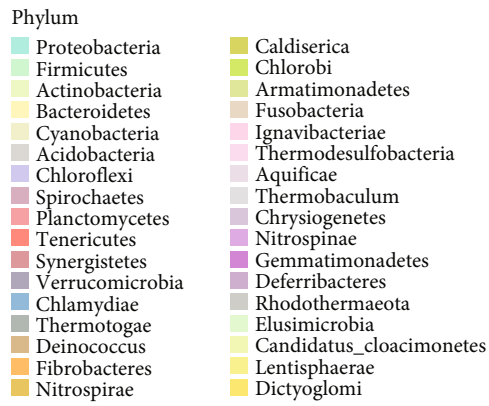 Phylum
Proteobacteria
Firmicutes
Actinobacteria
Bacteroidetes
Cyanobacteria
Acidobacteria
Chloroflexi
Spirochaetes
Planctomycetes
Tenericutes
Synergistetes
Verrucomicrobia
Chlamydiae
Thermotogae
Deinococcus
Fibrobacteres
Nitrospirae
Caldiserica
Chlorobi
Armatimonadetes
Fusobacteria
Ignavibacteriae
Thermodesulfobacteria
Aquificae
Thermobaculum
Chrysiogenetes
Nitrospinae
Gemmatimonadetes
Deferribacteres
Rhodothermaeota
Elusimicrobia
Candidatus_cloacimonetes
Lentisphaerae
Dictyoglomi